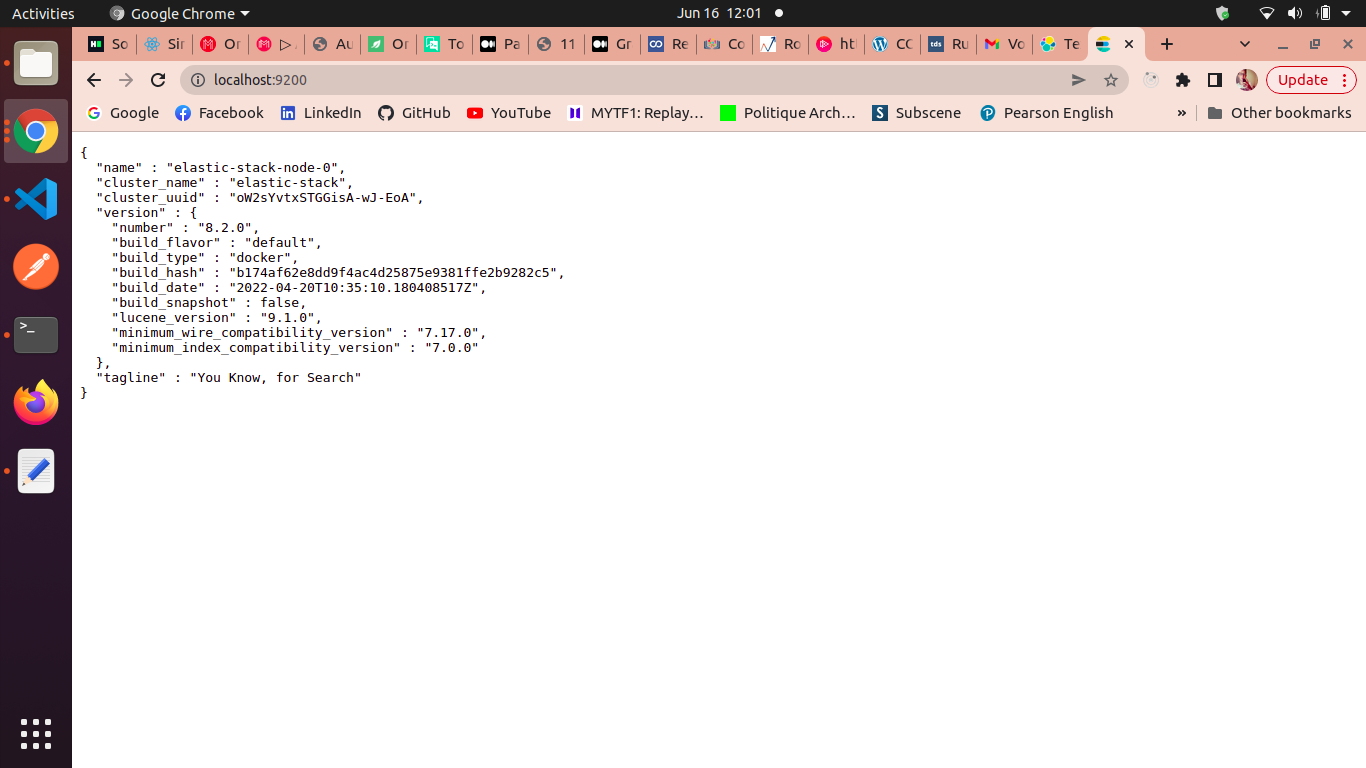 Activities Google Chrome Jun 16 12:01
So Sir Or ▷ Au Or To Pa 11 Gr Re Co Ro ht CC Ru Vo Te
localhost:9200 Update
Google Facebook LinkedIn GitHub YouTube MYTF1: Replay… Politique Arch… Subscene Pearson English » Other bookmarks
{
"name" : "elastic-stack-node-0",
"cluster_name" : "elastic-stack",
"cluster_uuid" : "oW2sYvtxSTGGisA-wJ-EoA",
"version" : {
"number" : "8.2.0",
"build_flavor" : "default",
"build_type" : "docker",
"build_hash" : "b174af62e8dd9f4ac4d25875e9381ffe2b9282c5",
"build_date" : "2022-04-20T10:35:10.180408517Z",
"build_snapshot" : false,
"lucene_version" : "9.1.0",
"minimum_wire_compatibility_version" : "7.17.0",
"minimum_index_compatibility_version" : "7.0.0"
},
"tagline" : "You Know, for Search"
}